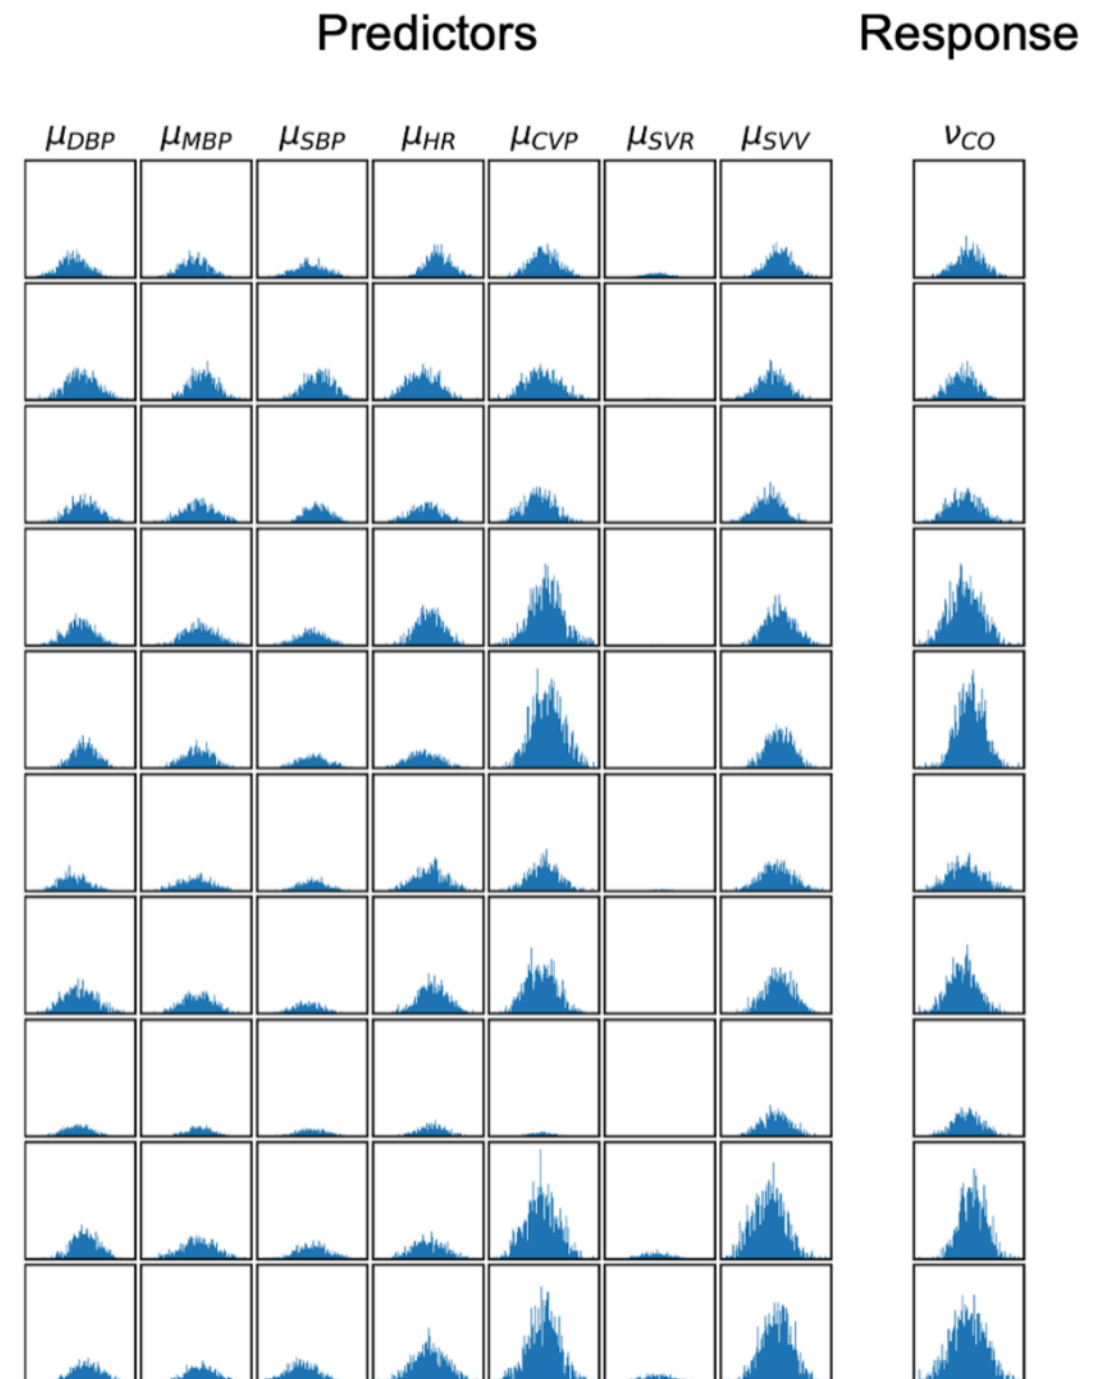 Predictors Response
μDBP μMBP μSBP μHR μCVP μSVR μSVV νCO